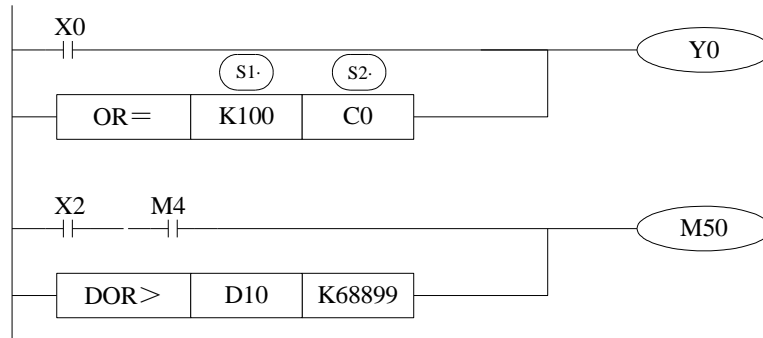 X0
Y0
S1· S2·
OR＝ K100 C0
X2 M4
M50
DOR＞ D10 K68899